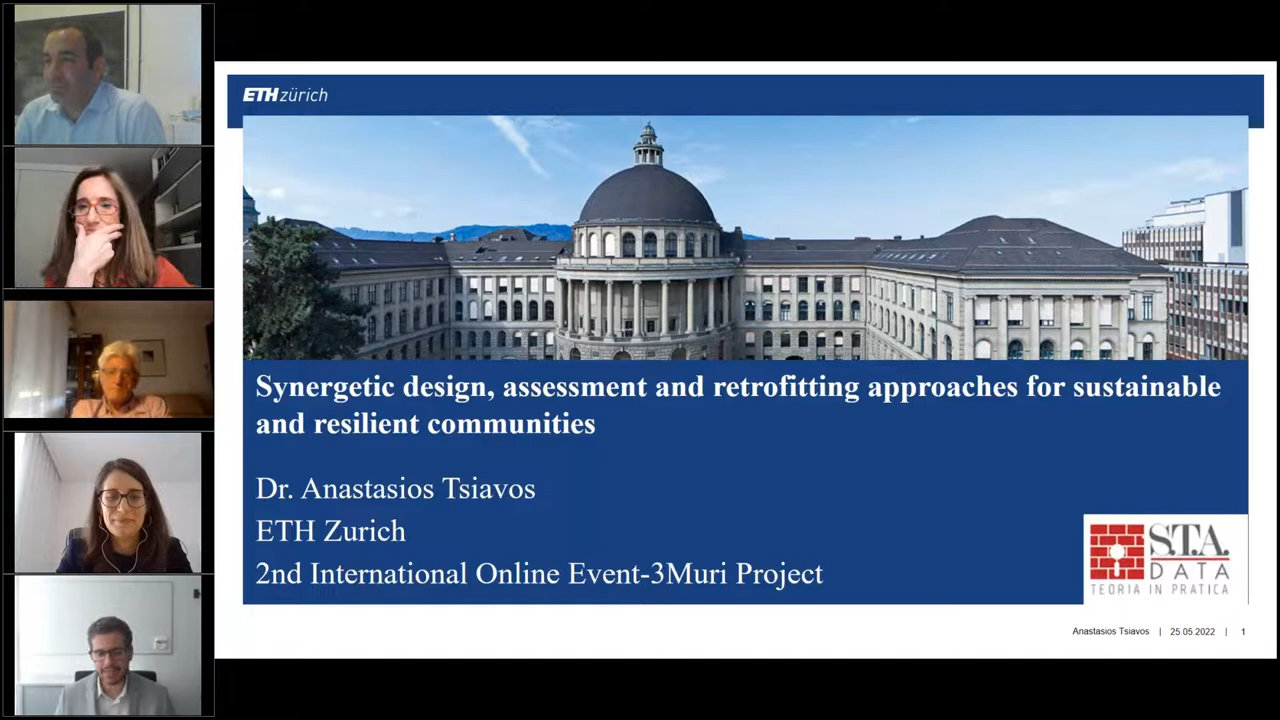 ETH zürich
Synergetic design, assessment and retrofitting approaches for sustainable
and resilient communities
Dr. Anastasios Tsiavos
ETH Zurich
2nd International Online Event-3Muri Project
S.T.A.
DATA
TEORIA IN PRATICA
Anastasios Tsiavos | 25.05.2022 | 1